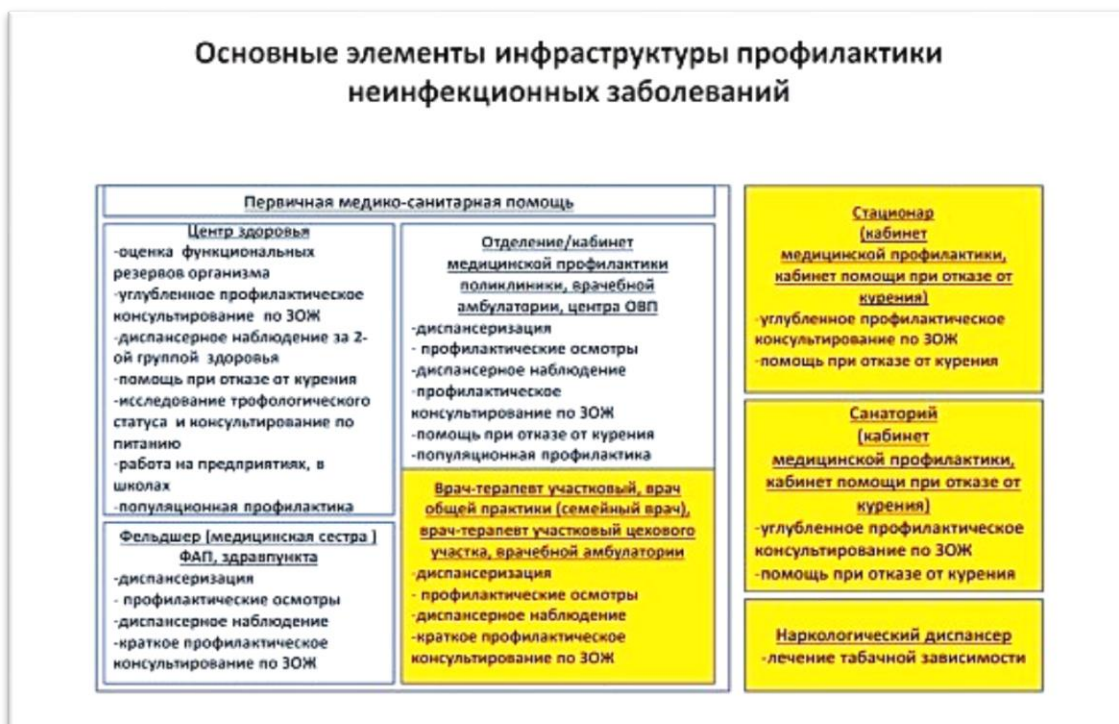 Основные элементы инфраструктуры профилактики
неинфекционных заболеваний
Первичная медико-санитарная помощь
Центр здоровья
-оценка функциональных
резервов организма
-углубленное профилактическое
консультирование по ЗОЖ
-диспансерное наблюдение за 2-
ой группой здоровья
-помощь при отказе от курения
-исследование трофологического
статуса и консультирование по
питанию
-работа на предприятиях, в
школах
-популяционная профилактика
Фельдшер (медицинская сестра )
ФАП, здравпункта
-диспансеризация
- профилактические осмотры
-диспансерное наблюдение
-краткое профилактическое
консультирование по ЗОЖ
Отделение/кабинет
медицинской профилактики
поликлиники, врачебной
амбулатории, центра ОВП
-диспансеризация
- профилактические осмотры
-диспансерное наблюдение
-профилактическое
консультирование по ЗОЖ
-помощь при отказе от курения
-популяционная профилактика
Врач-терапевт участковый, врач
общей практики (семейный врач),
врач-терапевт участковый цехового
участка, врачебной амбулатории
-диспансеризация
- профилактические осмотры
-диспансерное наблюдение
-краткое профилактическое
консультирование по ЗОЖ
Стационар
(кабинет
медицинской профилактики,
кабинет помощи при отказе от
курения)
-углубленное профилактическое
консультирование по ЗОЖ
-помощь при отказе от курения
Санаторий
(кабинет
медицинской профилактики,
кабинет помощи при отказе от
курения)
-углубленное профилактическое
консультирование по ЗОЖ
-помощь при отказе от курения
Наркологический диспансер
-лечение табачной зависимости